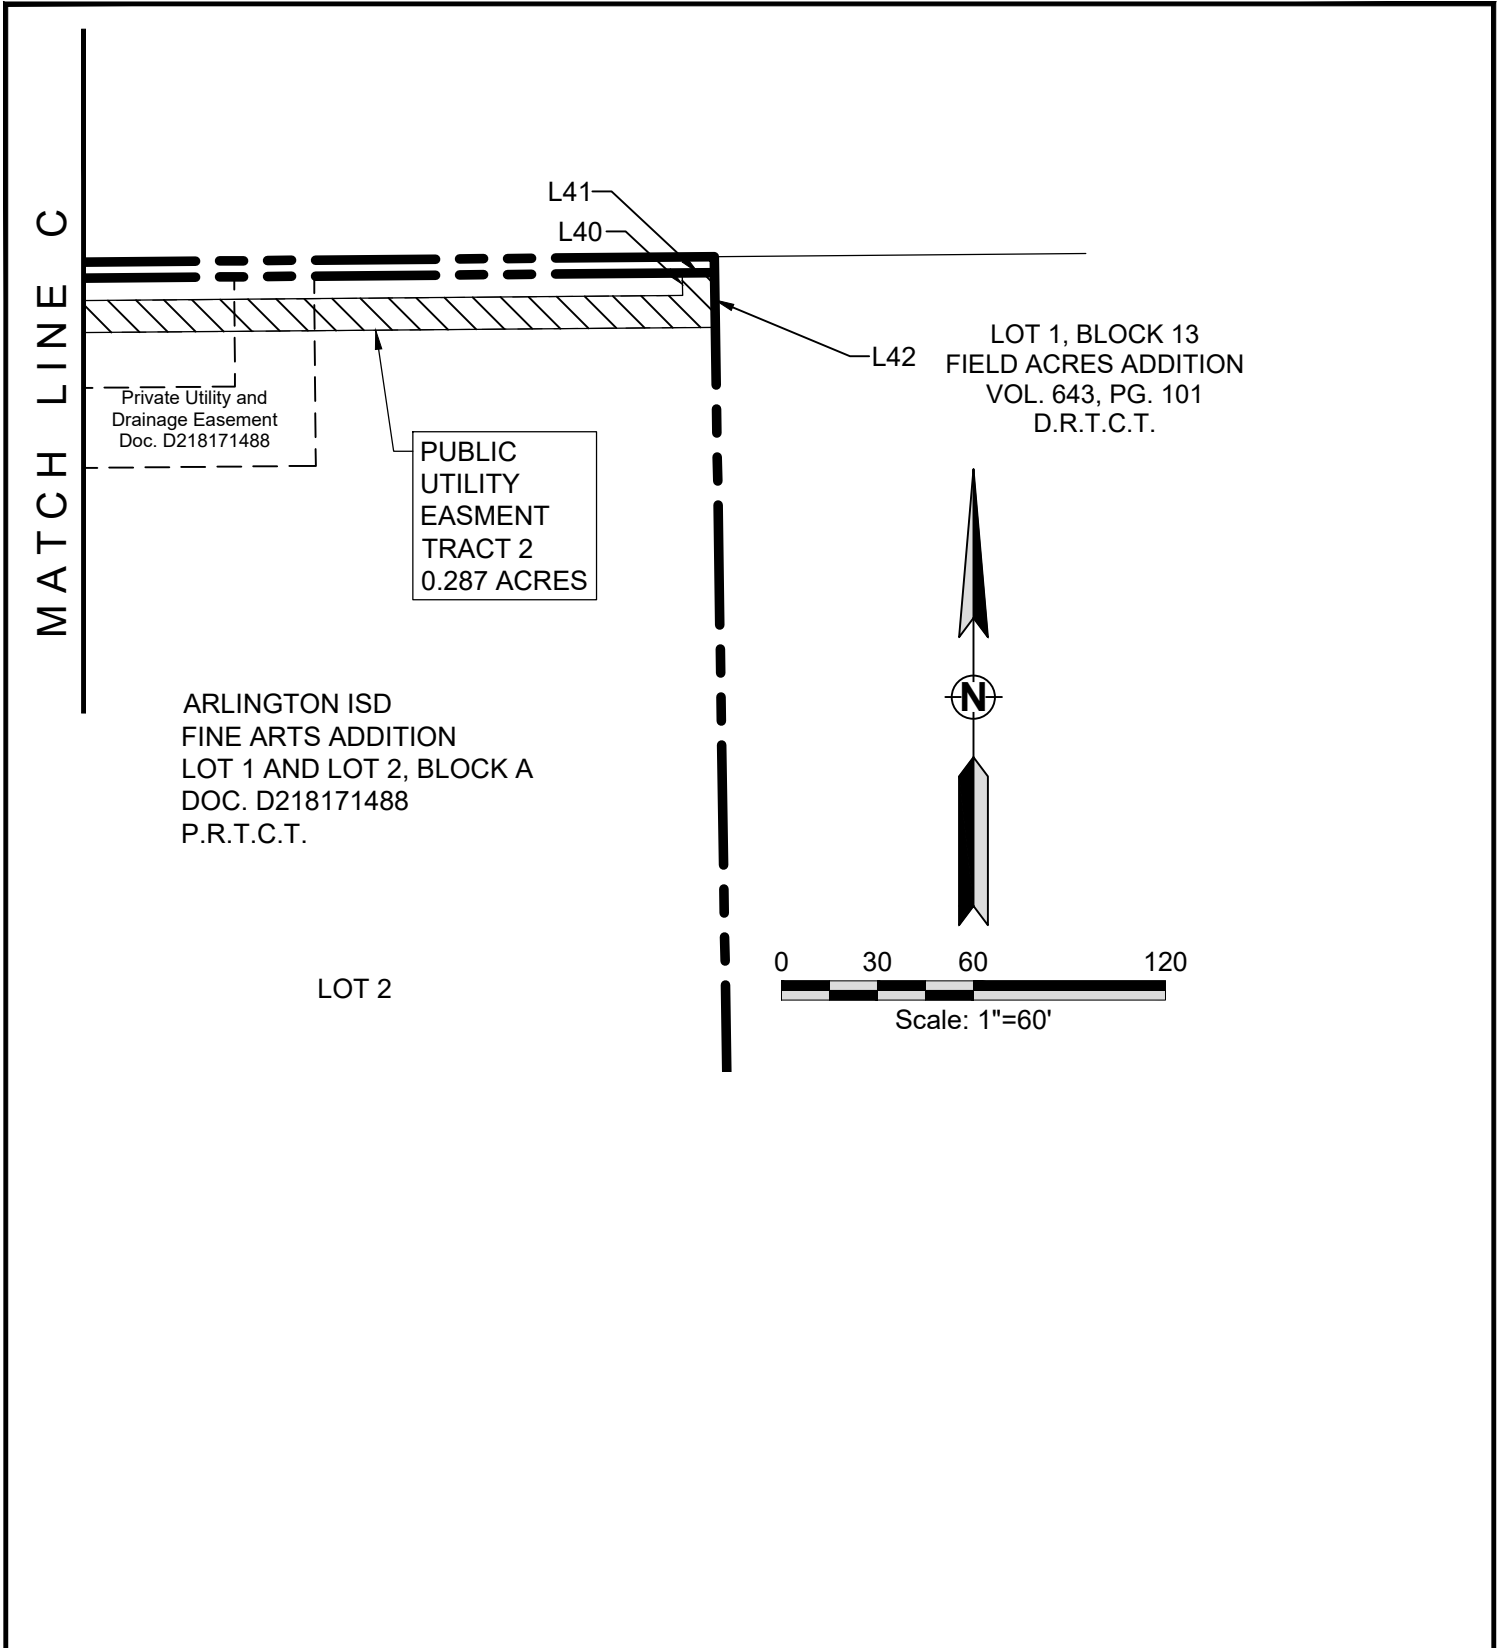 MATCH LINE C
L41
L40
L42
LOT 1, BLOCK 13
FIELD ACRES ADDITION
VOL. 643, PG. 101
D.R.T.C.T.
Private Utility and
Drainage Easement
Doc. D218171488
PUBLIC
UTILITY
EASMENT
TRACT 2
0.287 ACRES
ARLINGTON ISD
FINE ARTS ADDITION
LOT 1 AND LOT 2, BLOCK A
DOC. D218171488
P.R.T.C.T.
N
LOT 2
0 30 60 120
Scale: 1"=60'